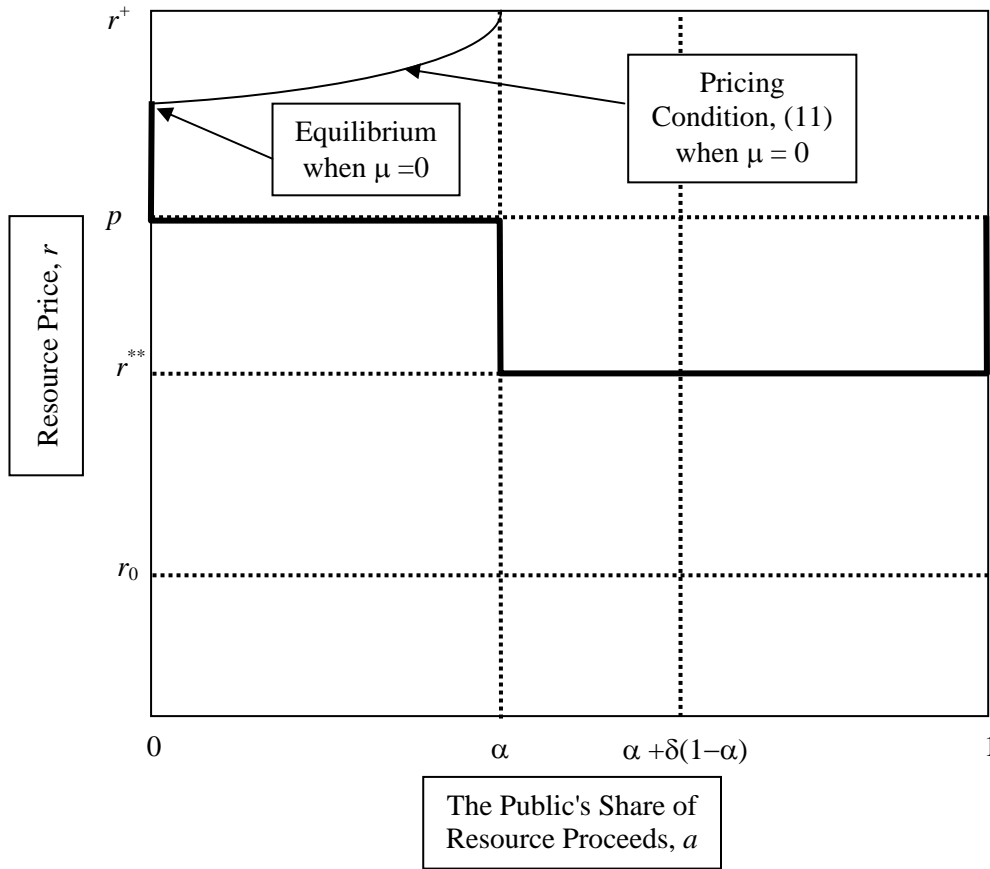 r⁺
Pricing
Condition, (11)
when μ = 0
Equilibrium
when μ =0
p
Resource Price, r
r**
r₀
0
α
α +δ(1−α)
1
The Public's Share of
Resource Proceeds, a